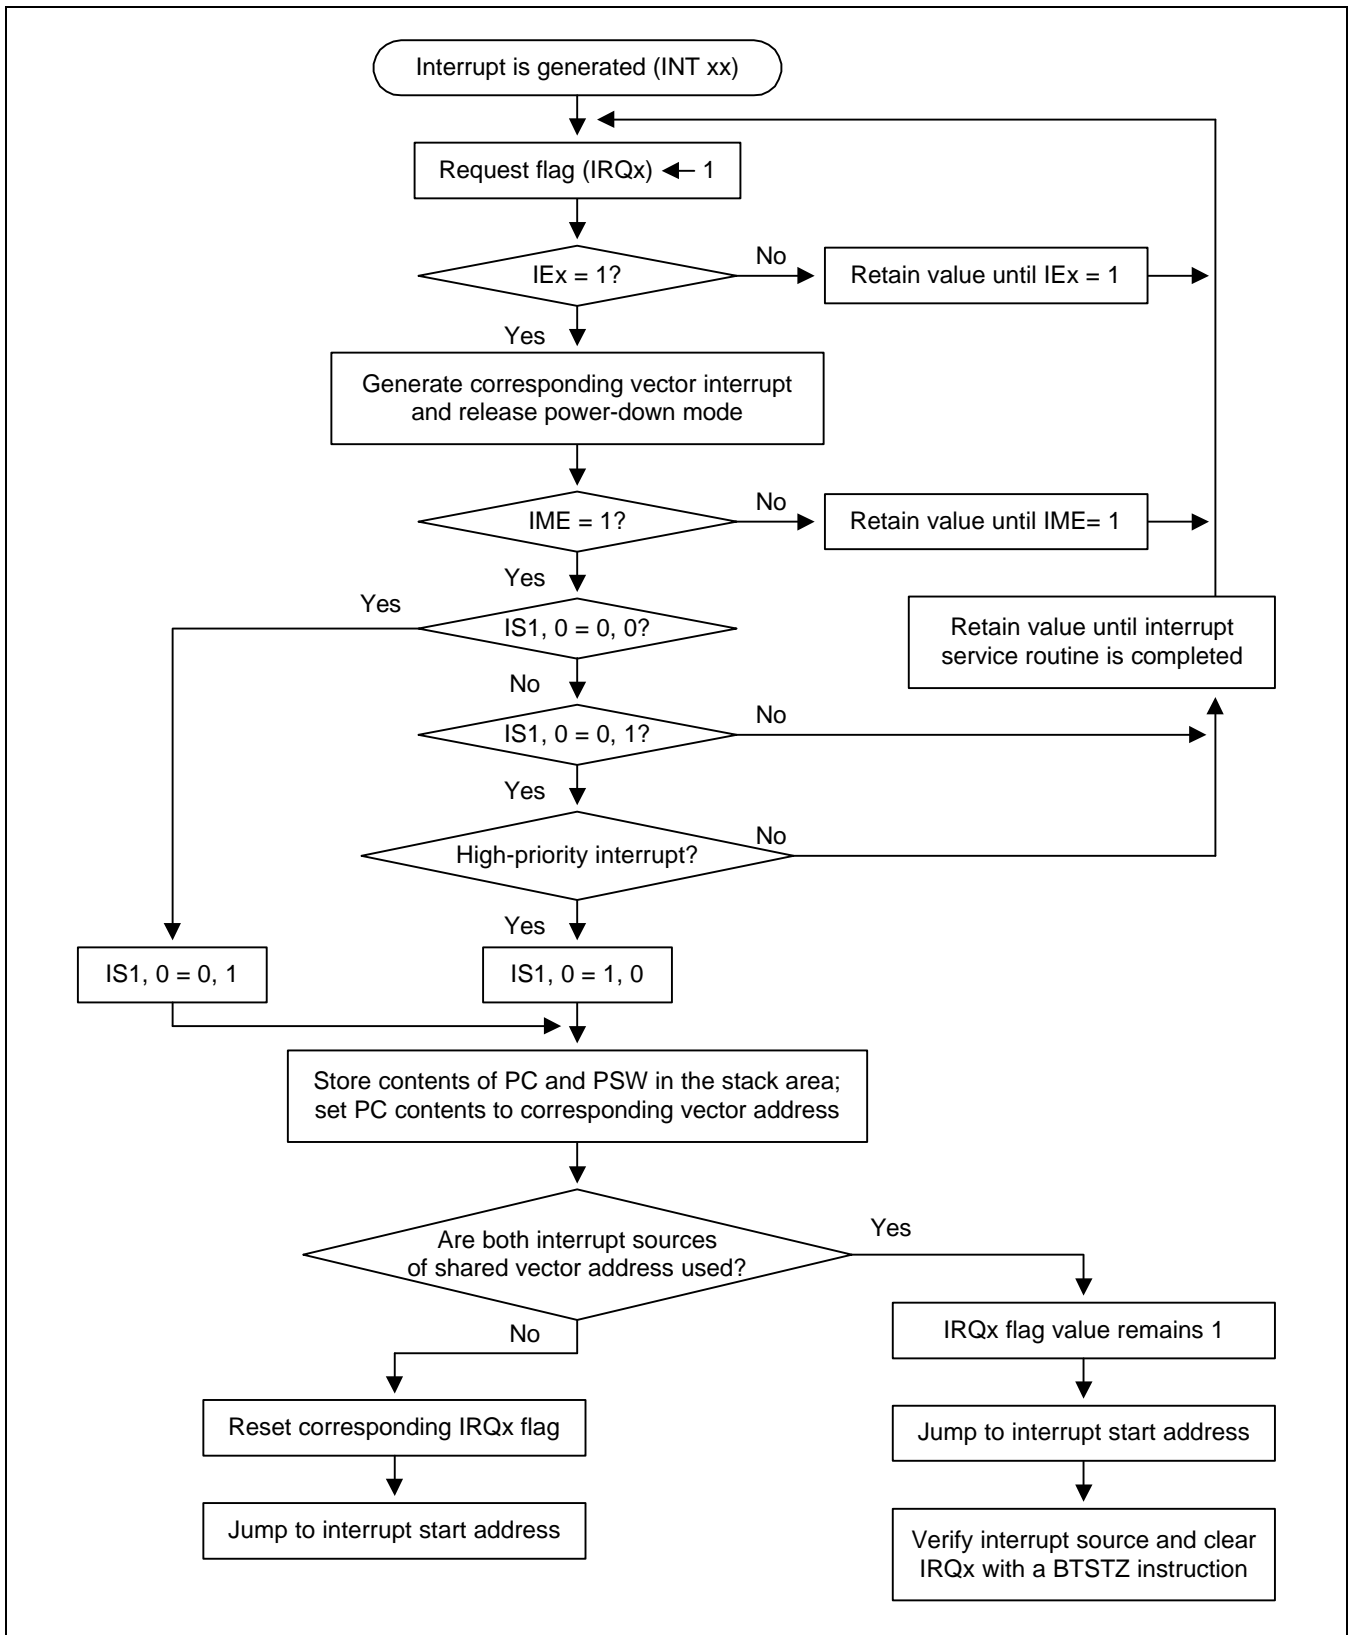 Interrupt is generated (INT xx)
Request flag (IRQx) ← 1
IEx = 1?
No
Retain value until IEx = 1
Yes
Generate corresponding vector interrupt
and release power-down mode
IME = 1?
No
Retain value until IME= 1
Yes
Yes
IS1, 0 = 0, 0?
Retain value until interrupt
service routine is completed
No
IS1, 0 = 0, 1?
No
Yes
High-priority interrupt?
No
Yes
IS1, 0 = 0, 1
IS1, 0 = 1, 0
Store contents of PC and PSW in the stack area;
set PC contents to corresponding vector address
Are both interrupt sources
of shared vector address used?
Yes
No
IRQx flag value remains 1
Reset corresponding IRQx flag
Jump to interrupt start address
Jump to interrupt start address
Verify interrupt source and clear
IRQx with a BTSTZ instruction